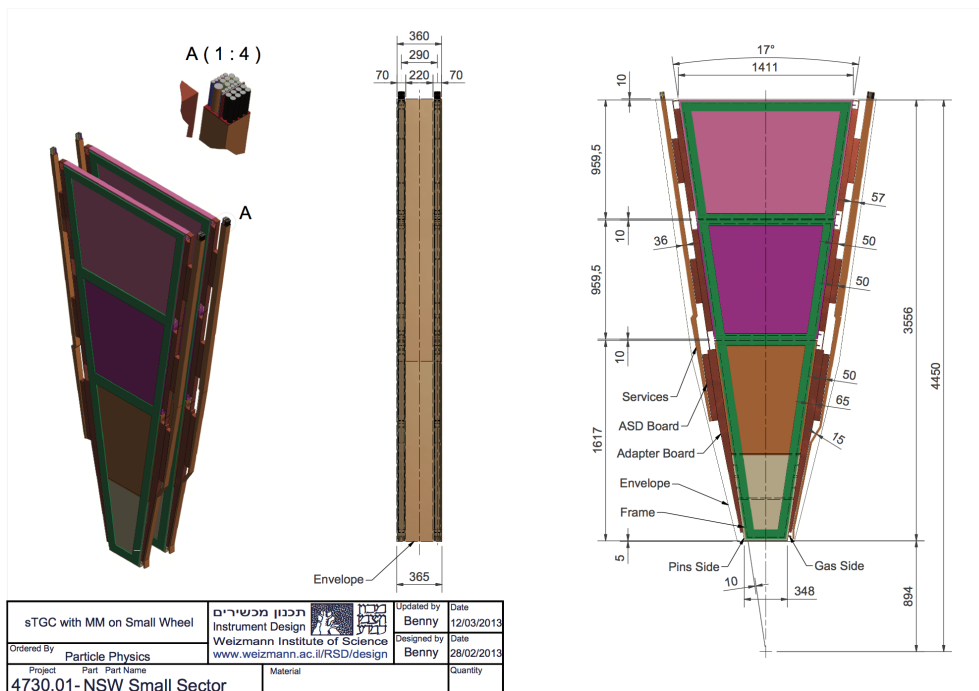 A ( 1 : 4 )
A
360
290
70 220 70
Envelope
365
17°
1411
10
959,5
57
10
36
50
959,5
50
3556
10
4450
50
Services
65
ASD Board
15
1617
Adapter Board
Envelope
Frame
Pins Side
Gas Side
5
10
348
894
sTGC with MM on Small Wheel
תכנון מכשירים
Instrument Design
Weizmann Institute of Science
www.weizmann.ac.il/RSD/design
Updated by
Benny
Date
12/03/2013
Designed by
Benny
Date
28/02/2013
Ordered By
Particle Physics
Project Part Part Name
4730.01- NSW Small Sector
Material
Quantity